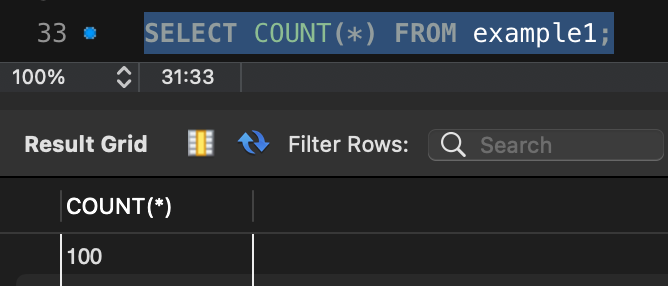 33 SELECT COUNT(*) FROM example1;
100% 31:33
Result Grid Filter Rows: Search
COUNT(*)
100